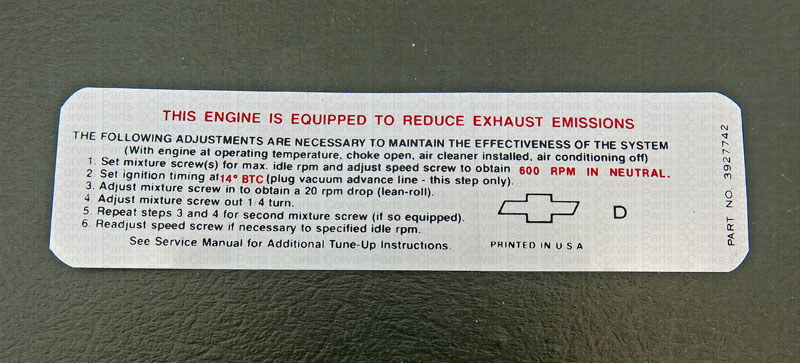 THIS ENGINE IS EQUIPPED TO REDUCE EXHAUST EMISSIONS
THE FOLLOWING ADJUSTMENTS ARE NECESSARY TO MAINTAIN THE EFFECTIVENESS OF THE SYSTEM
(With engine at operating temperature, choke open, air cleaner installed, air conditioning off)
1. Set mixture screw(s) for max. idle rpm and adjust speed screw to obtain 600 RPM IN NEUTRAL.
2. Set ignition timing at 14° BTC (plug vacuum advance line - this step only).
3. Adjust mixture screw in to obtain a 20 rpm drop (lean-roll).
4. Adjust mixture screw out 1/4 turn.
5. Repeat steps 3 and 4 for second mixture screw (if so equipped).
6. Readjust speed screw if necessary to specified idle rpm.
See Service Manual for Additional Tune-Up Instructions.
D
PRINTED IN U S A
PART NO. 3927742